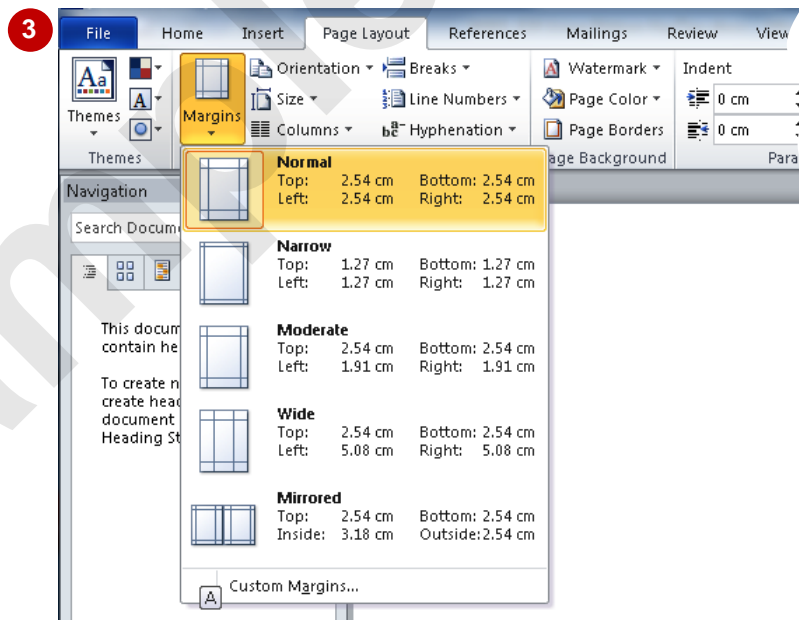 3
File Home Insert Page Layout References Mailings Review View
Orientation Breaks Watermark Indent
Size Line Numbers Page Color 0 cm
Themes Margins
Columns Hyphenation Page Borders 0 cm
Themes age Background Para
Navigation
Search Docum
This docum
contain he
To create n
create head
document
Heading St
Normal
Top: 2.54 cm Bottom: 2.54 cm
Left: 2.54 cm Right: 2.54 cm
Narrow
Top: 1.27 cm Bottom: 1.27 cm
Left: 1.27 cm Right: 1.27 cm
Moderate
Top: 2.54 cm Bottom: 2.54 cm
Left: 1.91 cm Right: 1.91 cm
Wide
Top: 2.54 cm Bottom: 2.54 cm
Left: 5.08 cm Right: 5.08 cm
Mirrored
Top: 2.54 cm Bottom: 2.54 cm
Inside: 3.18 cm Outside: 2.54 cm
Custom Margins...
A